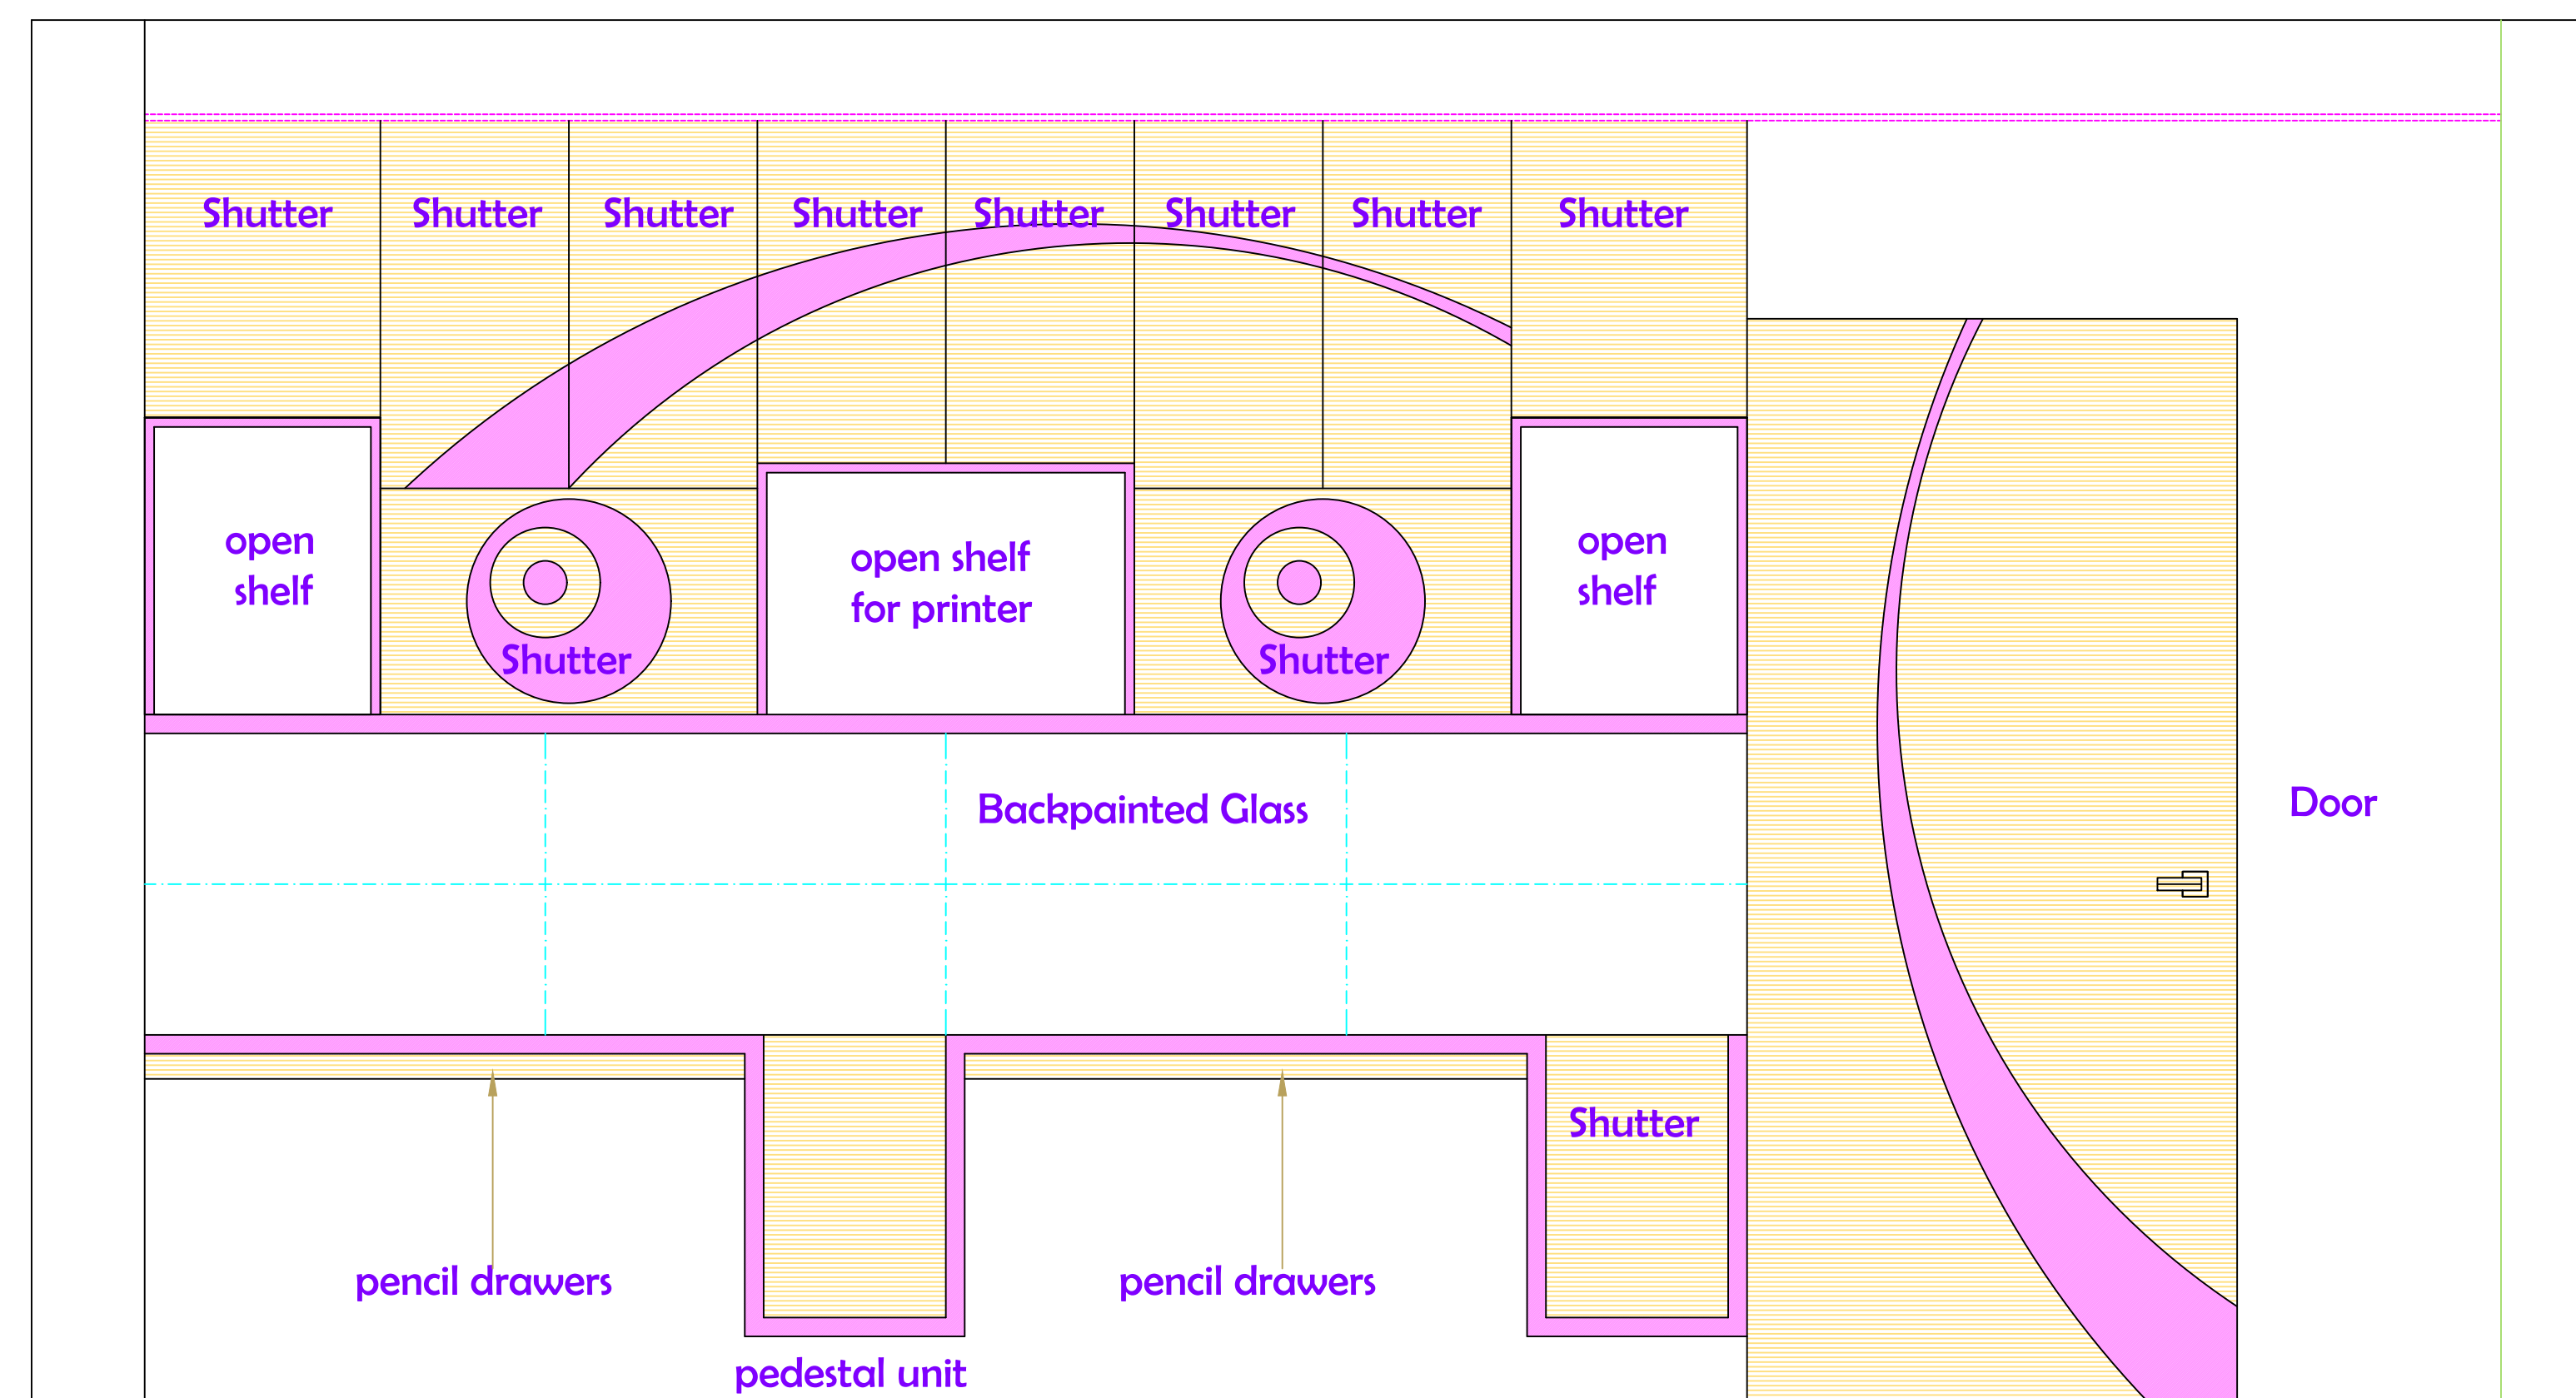 Shutter
Shutter
Shutter
Shutter
Shutter
Shutter
Shutter
Shutter
open
shelf
Shutter
open shelf
for printer
Shutter
open
shelf
Backpainted Glass
Door
Shutter
pencil drawers
pencil drawers
pedestal unit